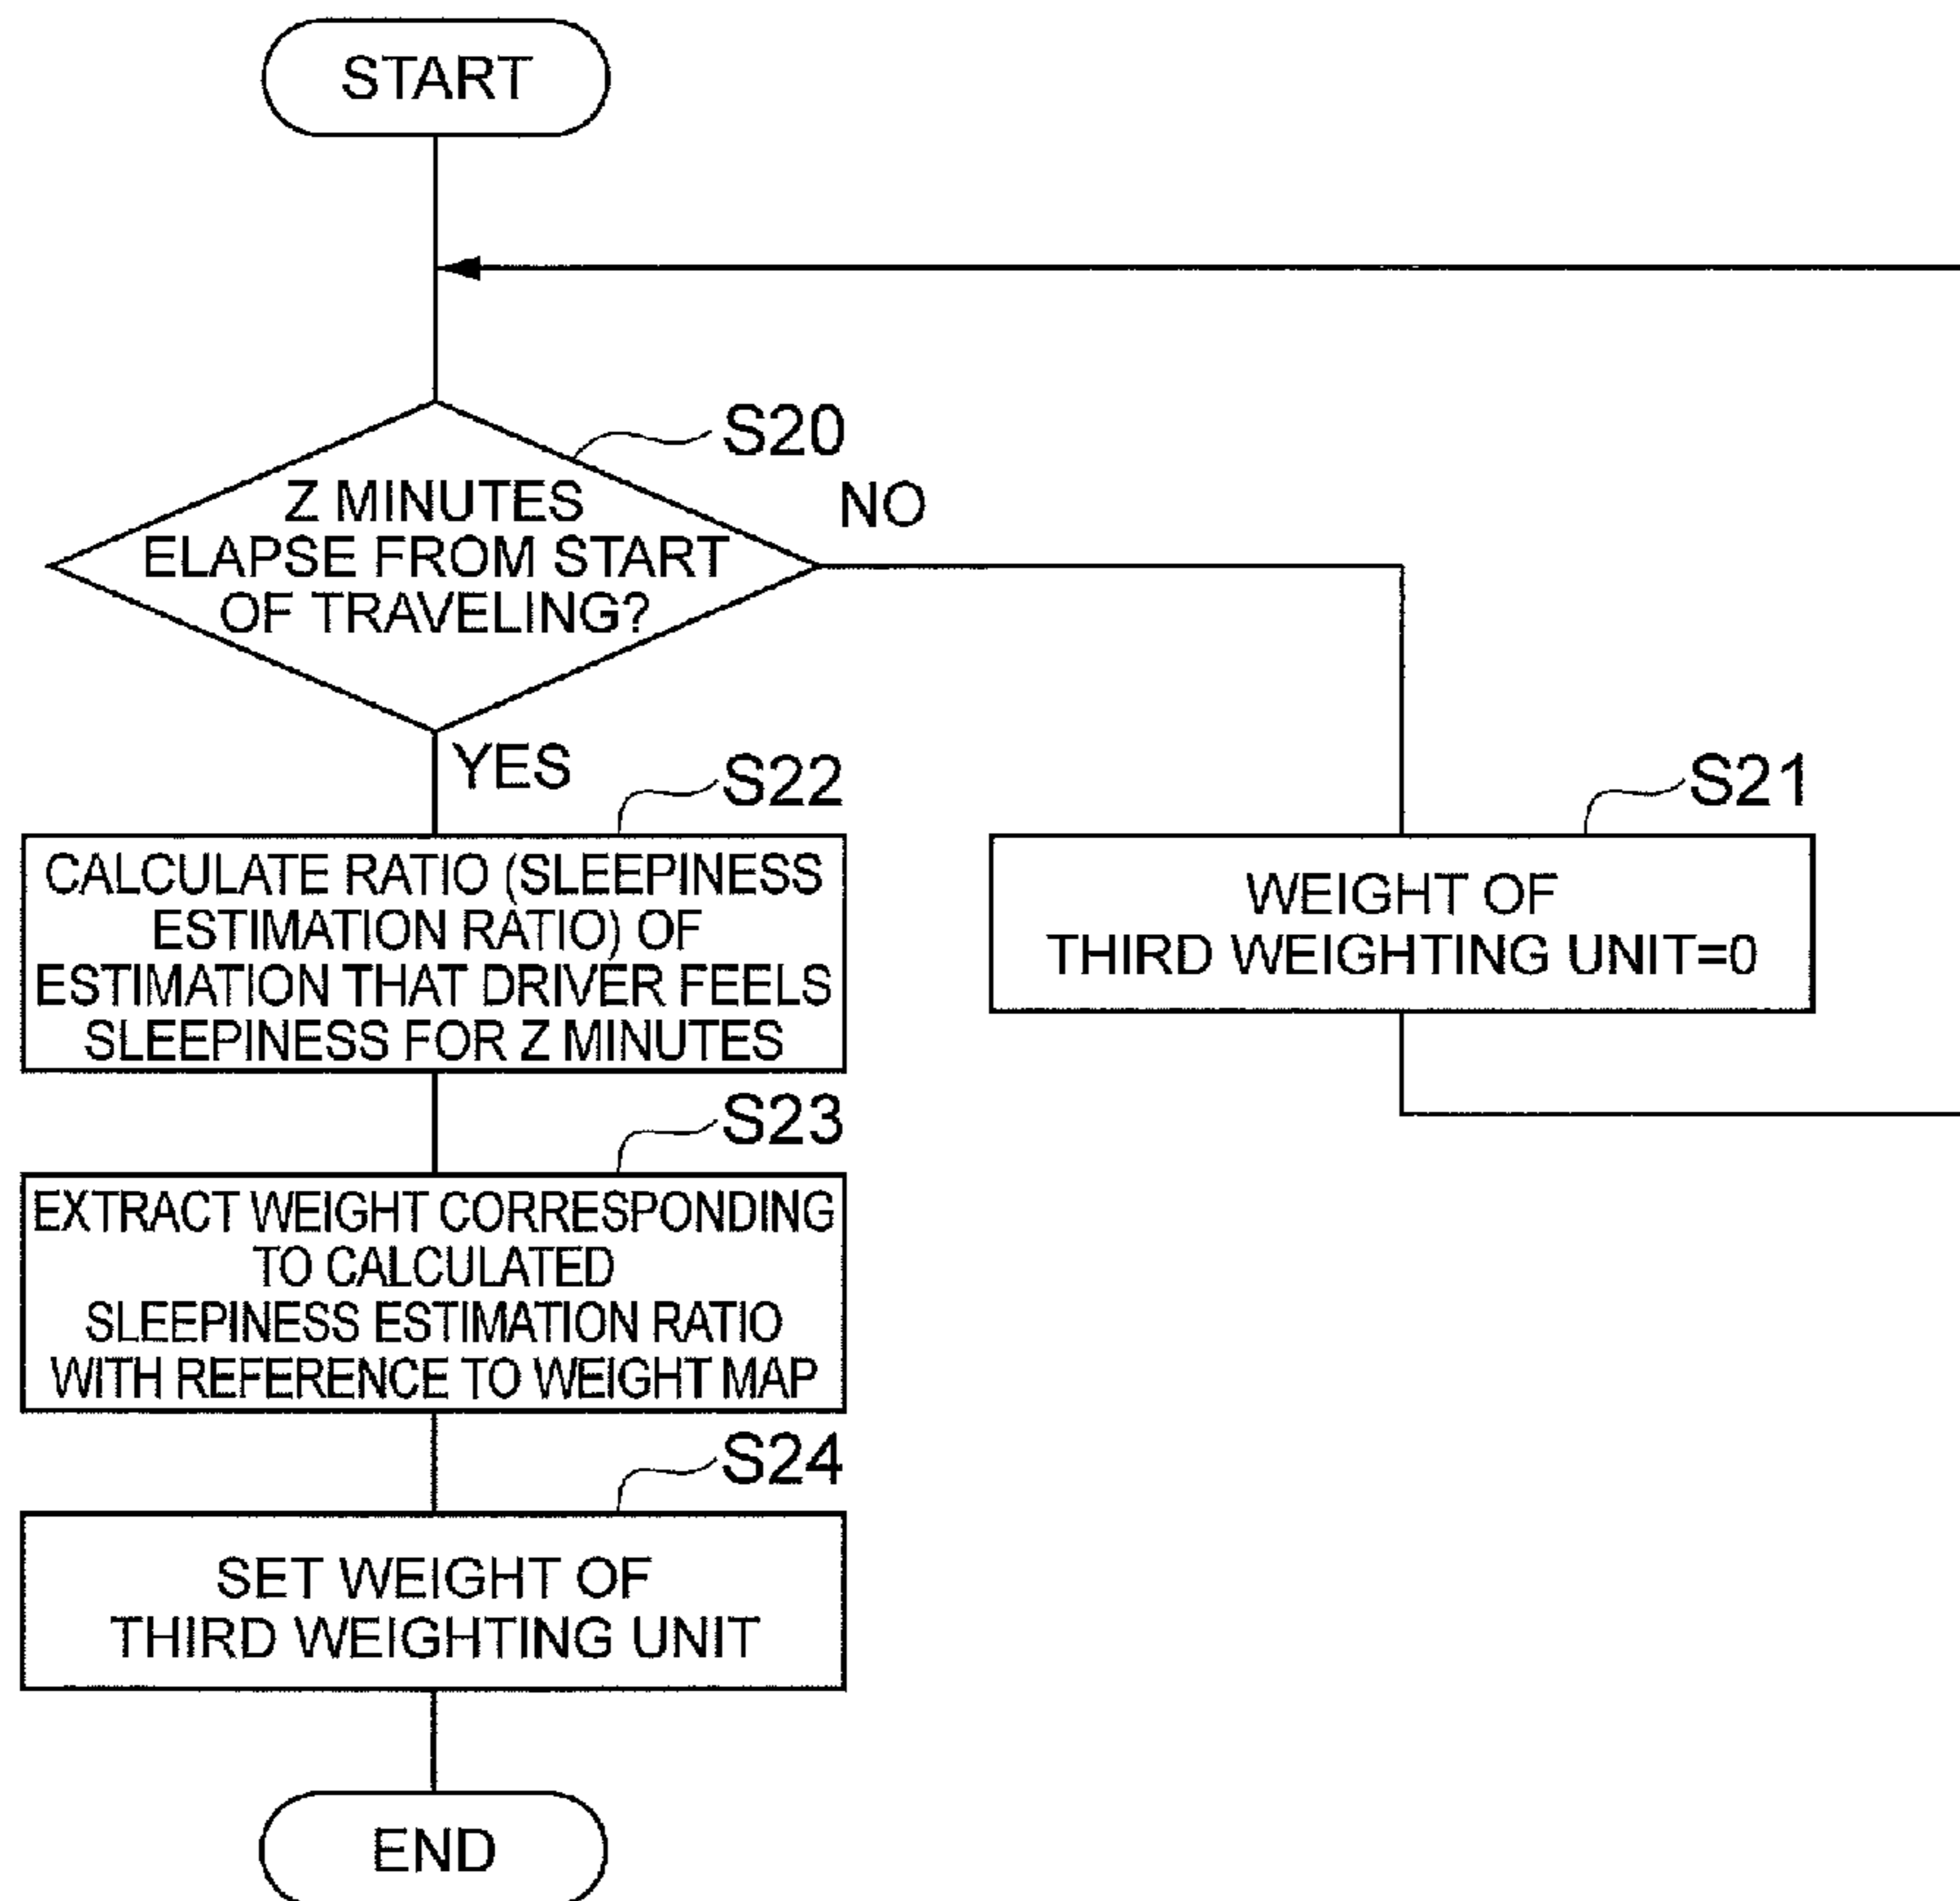 START
S20
Z MINUTES
ELAPSE FROM START
OF TRAVELING?
NO
YES
S22
CALCULATE RATIO (SLEEPINESS
ESTIMATION RATIO) OF
ESTIMATION THAT DRIVER FEELS
SLEEPINESS FOR Z MINUTES
S21
WEIGHT OF
THIRD WEIGHTING UNIT=0
S23
EXTRACT WEIGHT CORRESPONDING
TO CALCULATED
SLEEPINESS ESTIMATION RATIO
WITH REFERENCE TO WEIGHT MAP
S24
SET WEIGHT OF
THIRD WEIGHTING UNIT
END